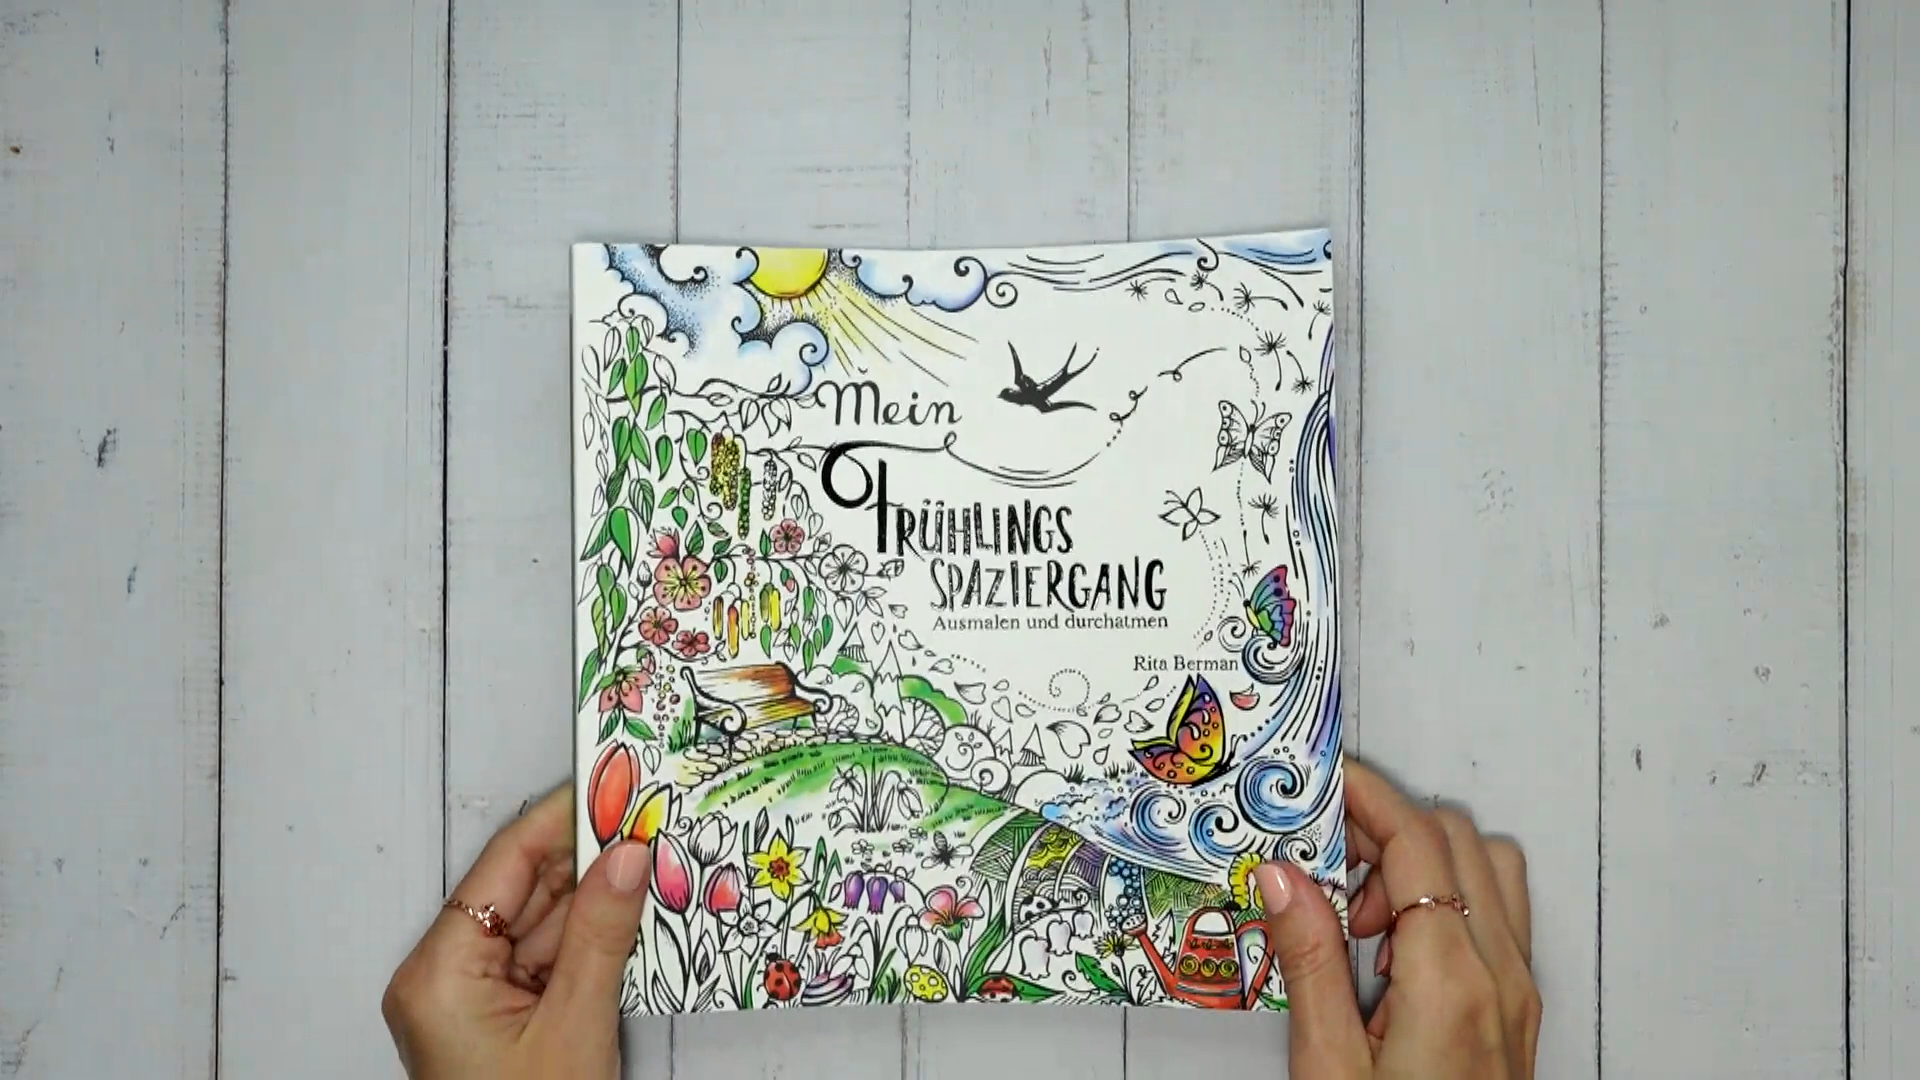 Mein
FRÜHLINGS
SPAZIERGANG
Ausmalen und durchatmen
Rita Berman